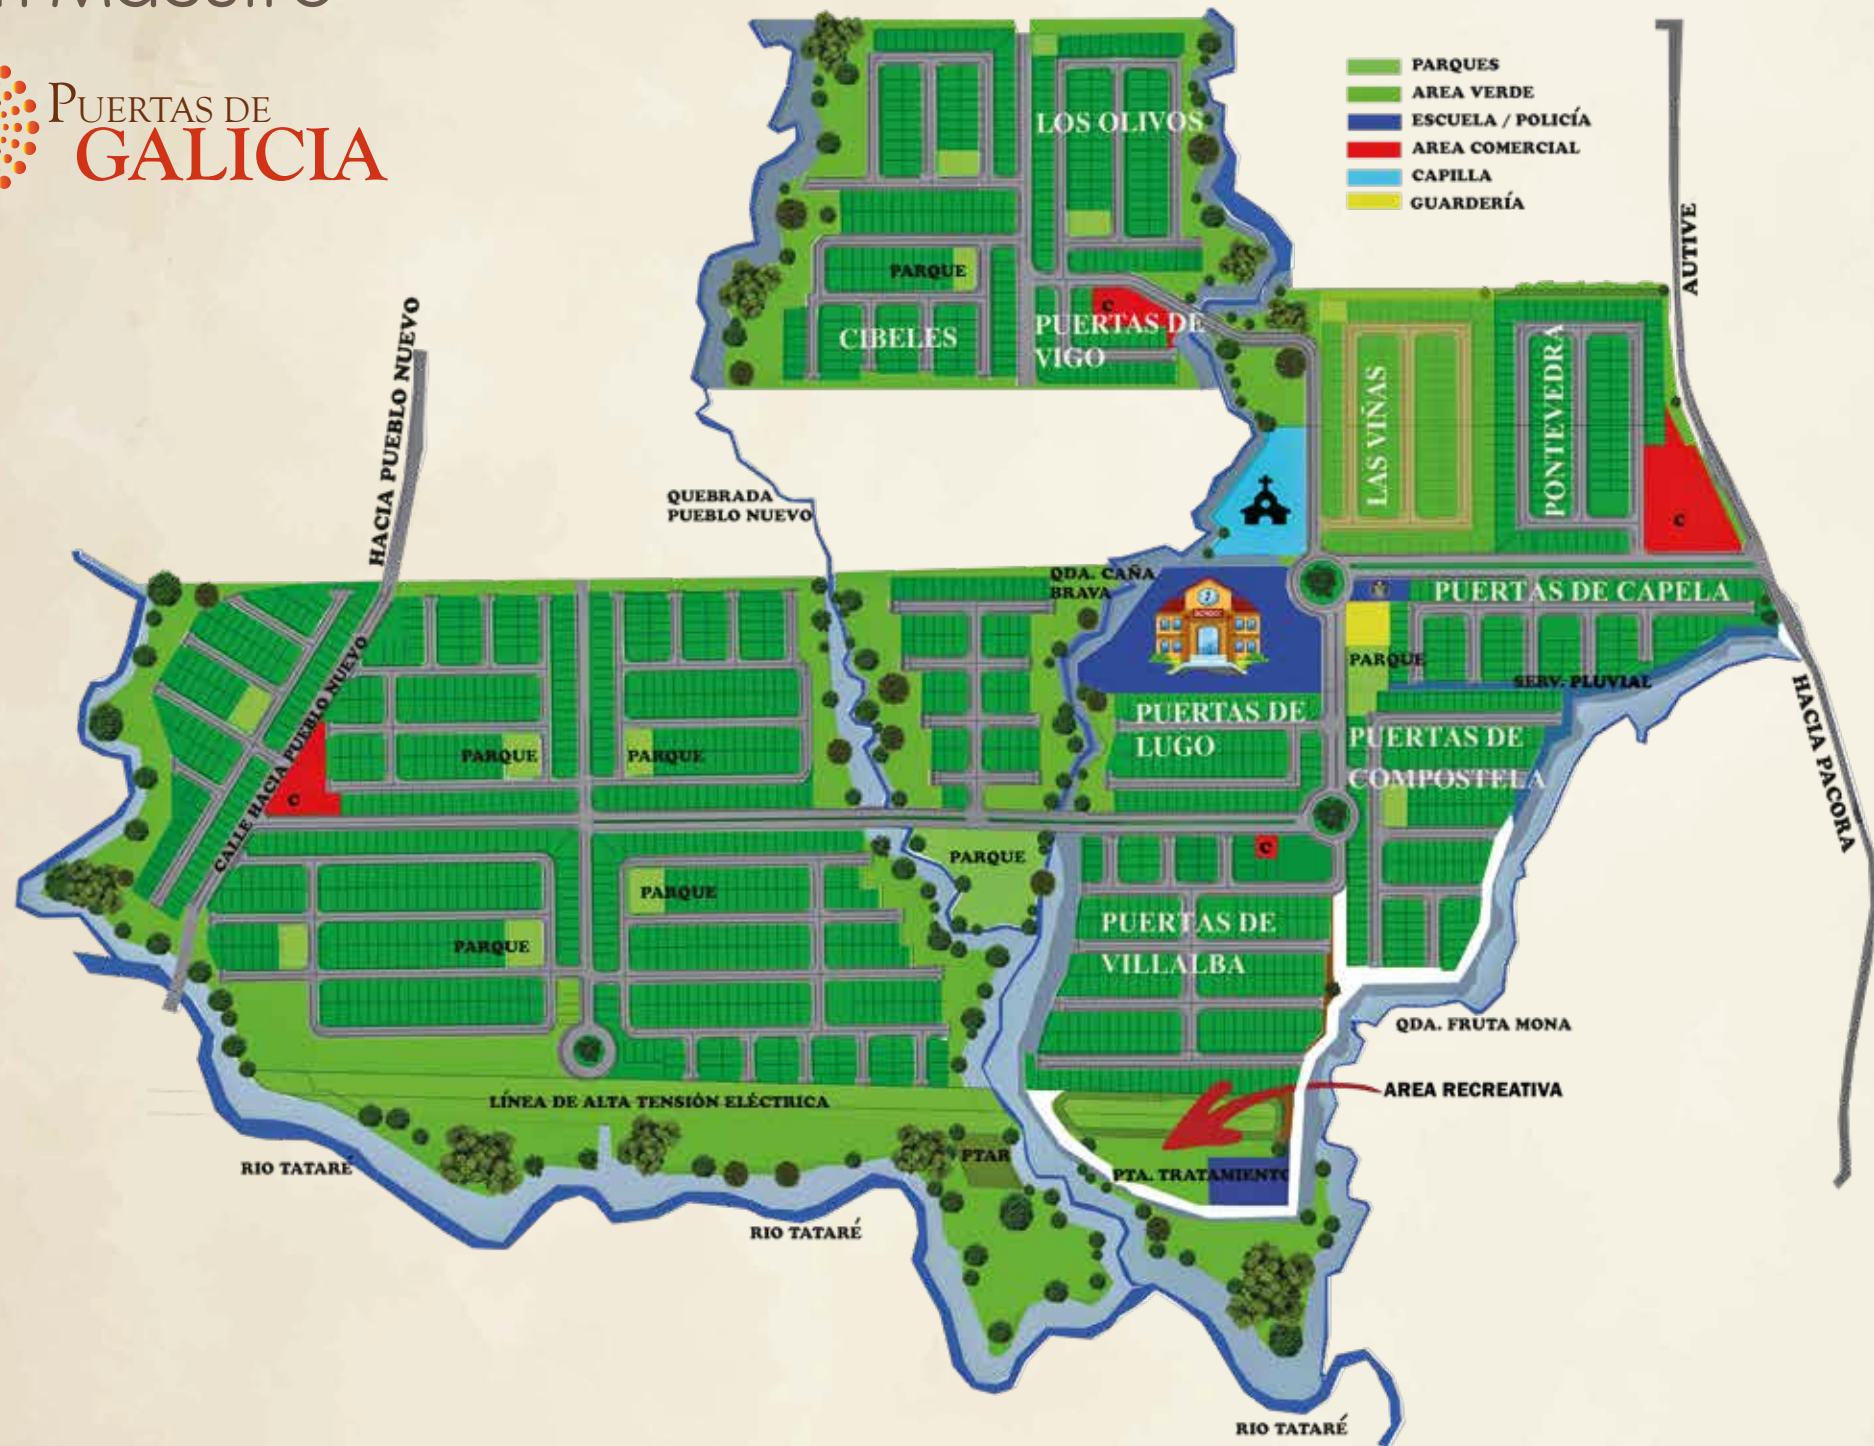 Maestro
PUERTAS DE
GALICIA
PARQUES
AREA VERDE
ESCUELA / POLICÍA
AREA COMERCIAL
CAPILLA
GUARDERÍA
LOS OLIVOS
AUTIVE
PARQUE
C
CIBELES
PUERTAS DE
VIGO
HACIA PUEBLO NUEVO
LAS VIÑAS
PONTEVEDRA
QUEBRADA
PUEBLO NUEVO
C
QDA. CAÑA
BRAVA
SCHOOL
PUERTAS DE CAPELA
PARQUE
SERV. PLUVIAL
CALLE HACIA PUEBLO NUEVO
PUERTAS DE
LUGO
PUERTAS DE
COMPOSTELA
HACIA PACORA
PARQUE
PARQUE
C
PARQUE
C
PARQUE
PARQUE
PUERTAS DE
VILLALBA
QDA. FRUTA MONA
AREA RECREATIVA
LÍNEA DE ALTA TENSIÓN ELÉCTRICA
PTAR
PTA. TRATAMIENTO
RIO TATARÉ
RIO TATARÉ
RIO TATARÉ